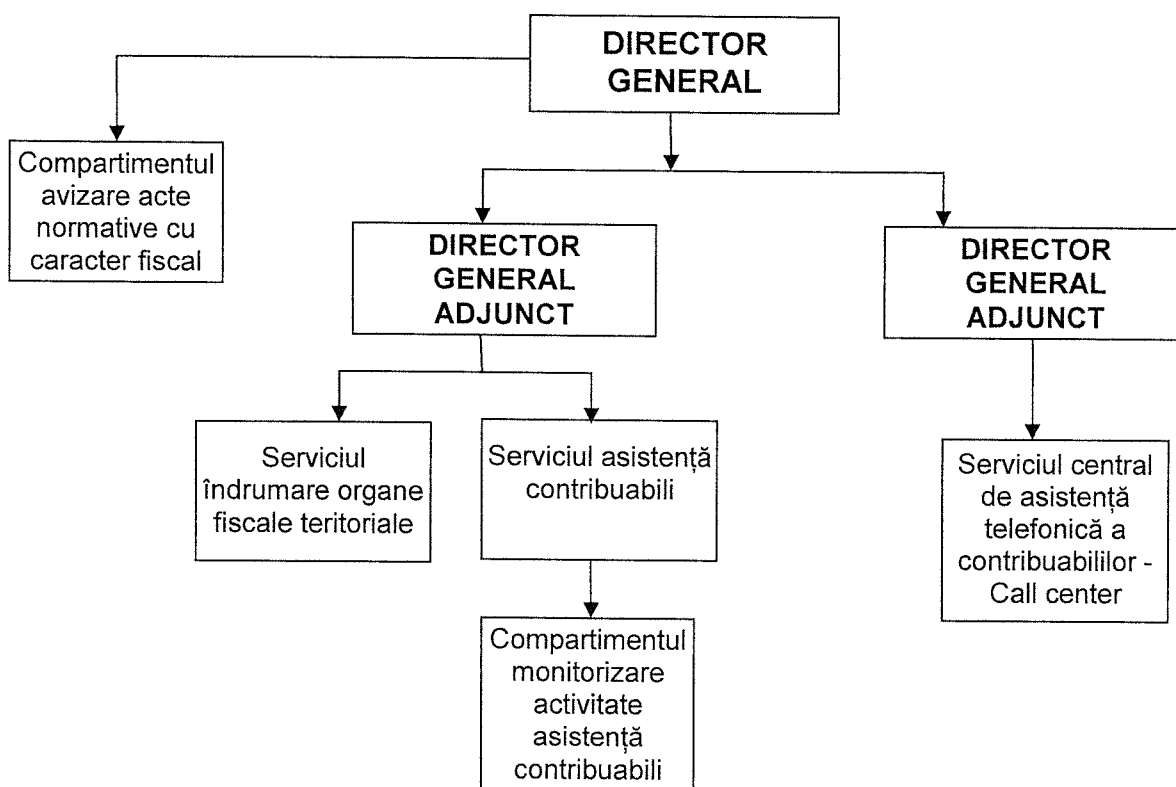 DIRECTOR
GENERAL
Compartimentul
avizare acte
normative cu
caracter fiscal
DIRECTOR
GENERAL
ADJUNCT
DIRECTOR
GENERAL
ADJUNCT
Serviciul
îndrumare organe
fiscale teritoriale
Serviciul asistență
contribuabili
Serviciul central
de asistență
telefonică a
contribuabililor -
Call center
Compartimentul
monitorizare
activitate
asistență
contribuabili